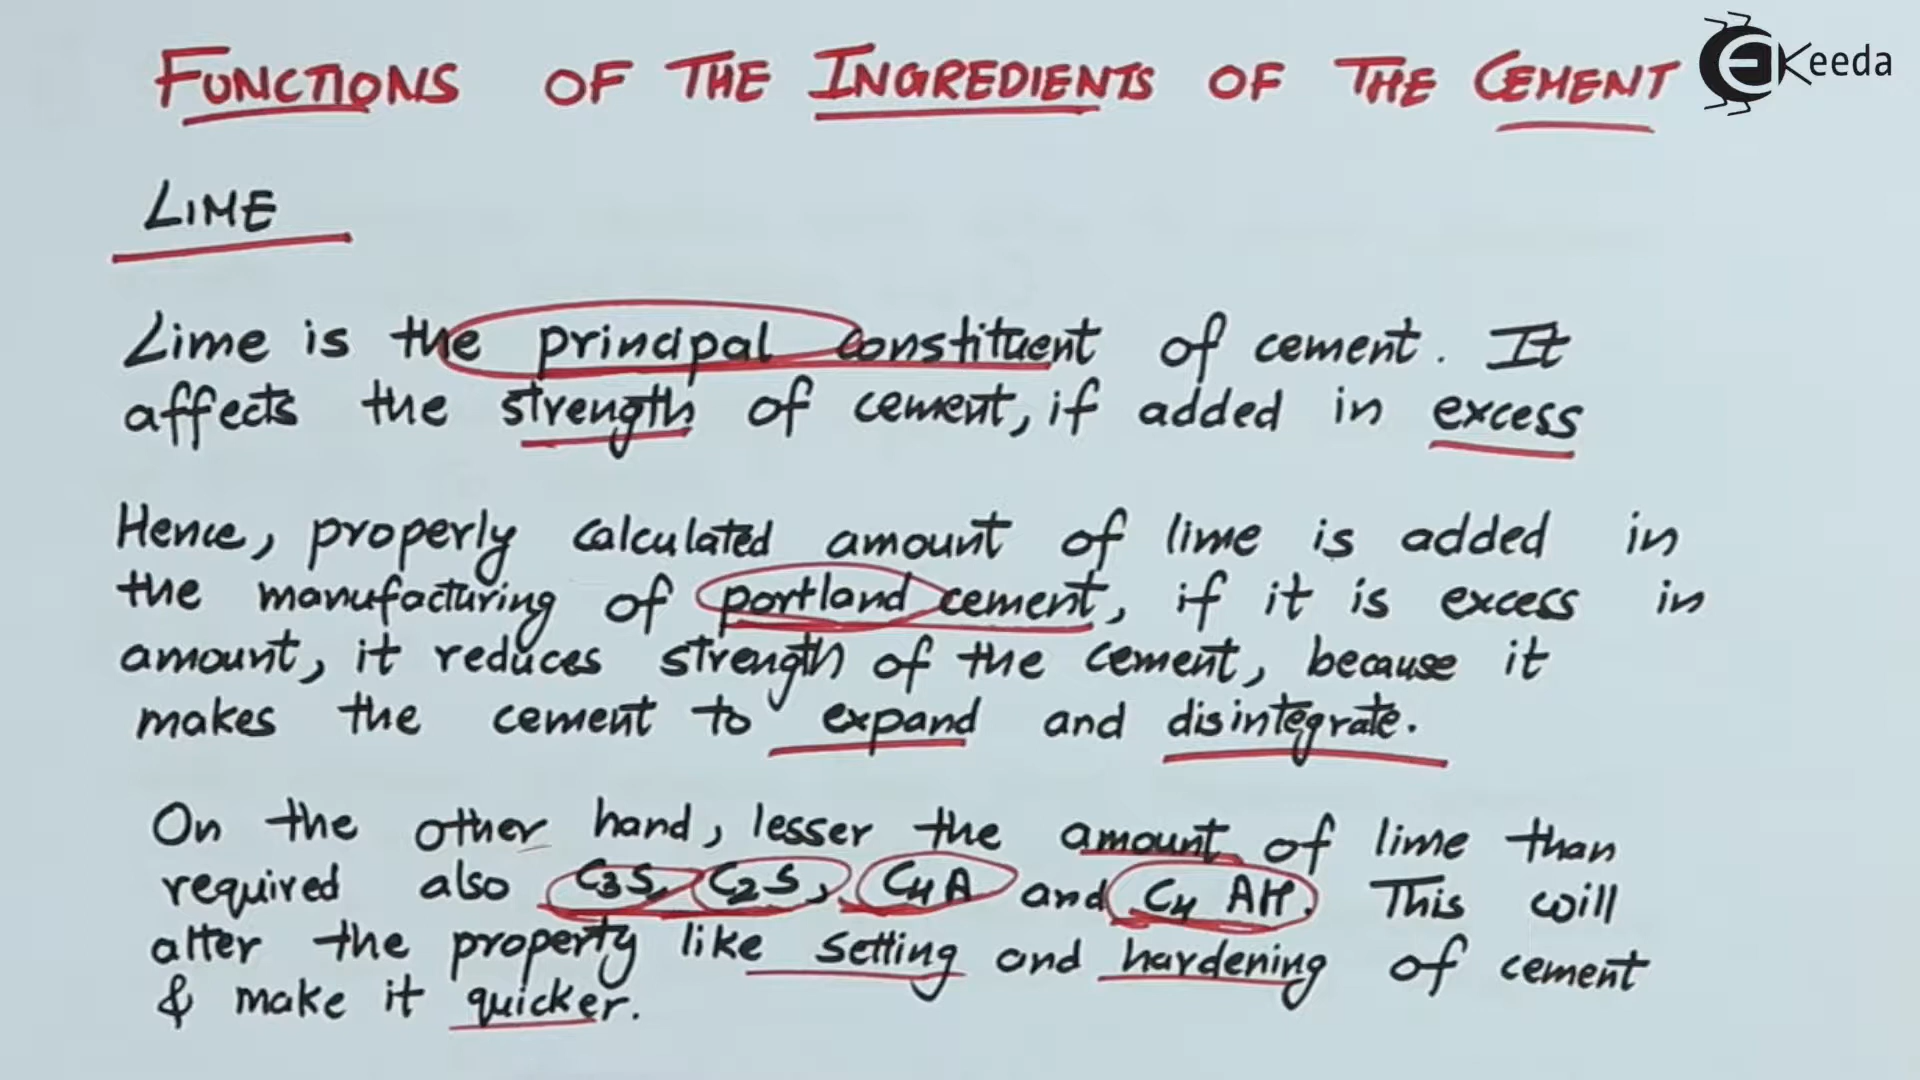 FUNCTIONS OF THE INGREDIENTS OF THE CEMENT
EKeeda
LIME
Lime is the principal constituent of cement. It
affects the strength of cement, if added in excess
Hence, properly calculated amount of lime is added in
the manufacturing of portland cement, if it is excess in
amount, it reduces strength of the cement, because it
makes the cement to expand and disintegrate.
On the other hand, lesser the amount of lime than
required also C3S, C2S, C4A and C4 AH. This will
alter the property like setting and hardening of cement
& make it quicker.